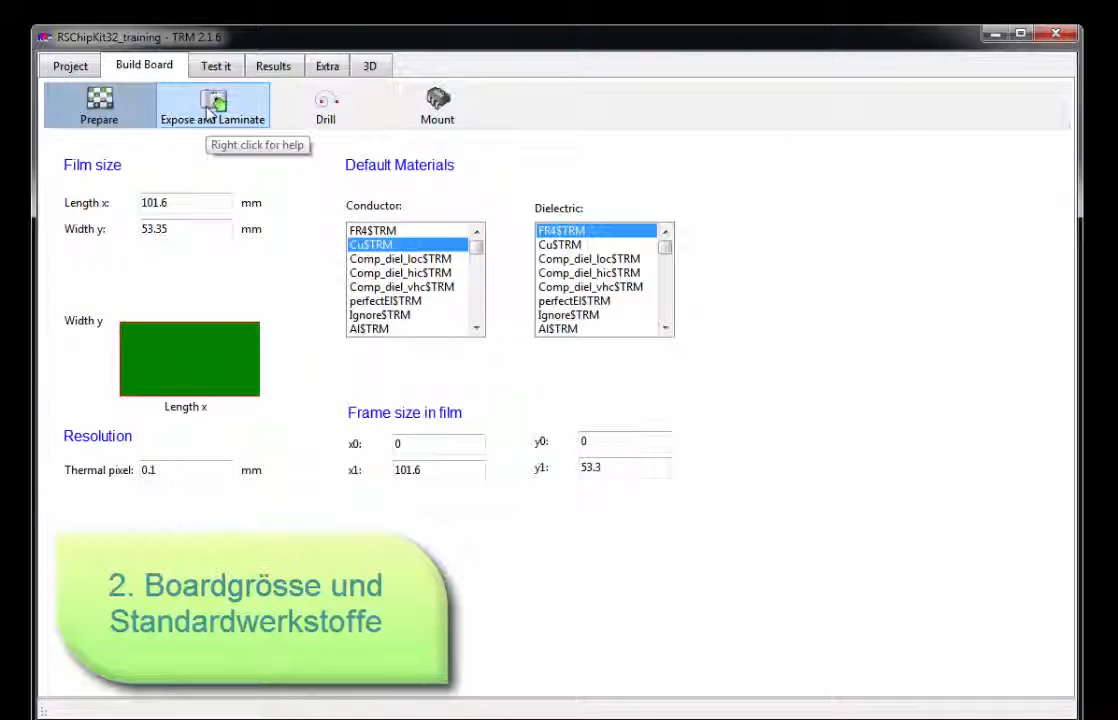 RSChipKit32_training - TRM 2.1.6
Project Build Board Test it Results Extra 3D
Prepare Expose and Laminate Drill Mount
Right click for help
Film size
Length x: 101.6 mm
Width y: 53.35 mm
Width y
Length x
Resolution
Thermal pixel: 0.1 mm
Default Materials
Conductor:
FR4$TRM
Cu$TRM
Comp_diel_loc$TRM
Comp_diel_hic$TRM
Comp_diel_vhc$TRM
perfectEl$TRM
Ignore$TRM
Al$TRM
Dielectric:
FR4$TRM
Cu$TRM
Comp_diel_loc$TRM
Comp_diel_hic$TRM
Comp_diel_vhc$TRM
perfectEl$TRM
Ignore$TRM
Al$TRM
Frame size in film
x0: 0 y0: 0
x1: 101.6 y1: 53.3
2. Boardgrösse und
Standardwerkstoffe